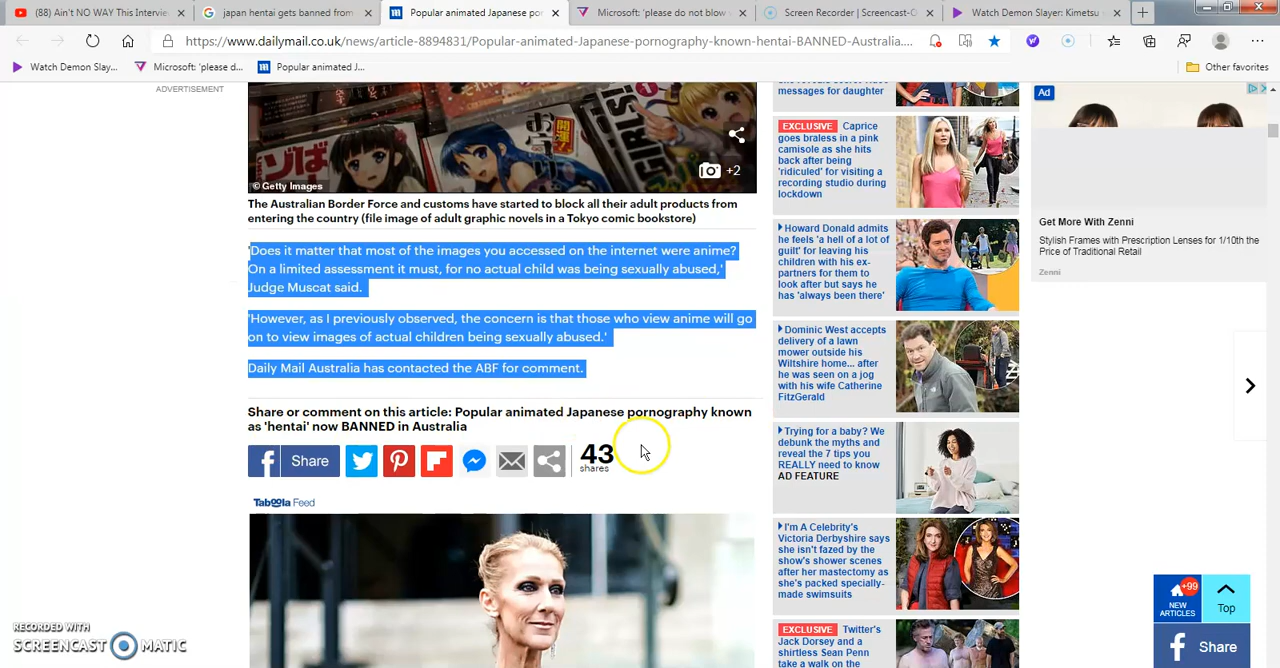 (88) Ain't NO WAY This Intervie
japan hentai gets banned from
Popular animated Japanese por
Microsoft: 'please do not blow
Screen Recorder | Screencast-O
Watch Demon Slayer: Kimetsu
https://www.dailymail.co.uk/news/article-8894831/Popular-animated-Japanese-pornography-known-hentai-BANNED-Australia....
Watch Demon Slay...
Microsoft: 'please d...
Popular animated J...
Other favorites
ADVERTISEMENT
+2
© Getty Images
The Australian Border Force and customs have started to block all their adult products from
entering the country (file image of adult graphic novels in a Tokyo comic bookstore)
'Does it matter that most of the images you accessed on the internet were anime?
On a limited assessment it must, for no actual child was being sexually abused,'
Judge Muscat said.
'However, as I previously observed, the concern is that those who view anime will go
on to view images of actual children being sexually abused.'
Daily Mail Australia has contacted the ABF for comment.
Share or comment on this article: Popular animated Japanese pornography known
as 'hentai' now BANNED in Australia
Share
43
shares
Taboola Feed
RECORDED WITH
SCREENCAST MATIC
she reveals secret video
messages for daughter
EXCLUSIVE Caprice
goes braless in a pink
camisole as she hits
back after being
'ridiculed' for visiting a
recording studio during
lockdown
Howard Donald admits
he feels 'a hell of a lot of
guilt' for leaving his
children with his ex-
partners for them to
look after but says he
has 'always been there'
Dominic West accepts
delivery of a lawn
mower outside his
Wiltshire home... after
he was seen on a jog
with his wife Catherine
FitzGerald
Trying for a baby? We
debunk the myths and
reveal the 7 tips you
REALLY need to know
AD FEATURE
I'm A Celebrity's
Victoria Derbyshire says
she isn't fazed by the
show's shower scenes
after her mastectomy as
she's packed specially-
made swimsuits
EXCLUSIVE Twitter's
Jack Dorsey and a
shirtless Sean Penn
take a walk on the
Ad
Get More With Zenni
Stylish Frames with Prescription Lenses for 1/10th the
Price of Traditional Retail
Zenni
+99
NEW
ARTICLES
Top
Share